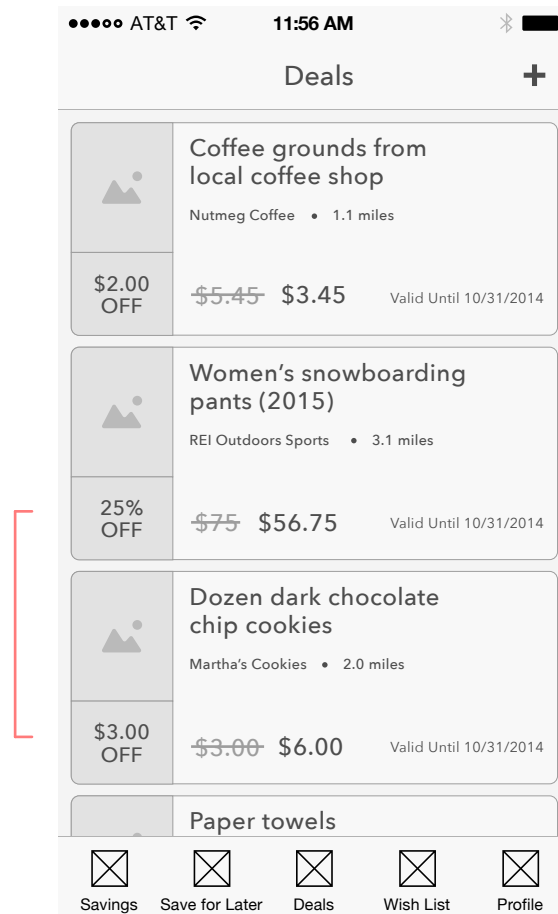 AT&T 11:56 AM
Deals +
Coffee grounds from
local coffee shop
Nutmeg Coffee • 1.1 miles
$2.00
OFF
$5.45 $3.45 Valid Until 10/31/2014
Women's snowboarding
pants (2015)
REI Outdoors Sports • 3.1 miles
25%
OFF
$75 $56.75 Valid Until 10/31/2014
Dozen dark chocolate
chip cookies
Martha's Cookies • 2.0 miles
$3.00
OFF
$3.00 $6.00 Valid Until 10/31/2014
Paper towels
Savings Save for Later Deals Wish List Profile